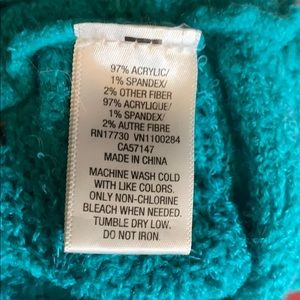 97% ACRYLIC/
1% SPANDEX/
2% OTHER FIBER
97% ACRYLIQUE/
1% SPANDEX/
2% AUTRE FIBRE
RN17730 VN1100284
CA57147
MADE IN CHINA
MACHINE WASH COLD
WITH LIKE COLORS.
ONLY NON-CHLORINE
BLEACH WHEN NEEDED.
TUMBLE DRY LOW.
DO NOT IRON.